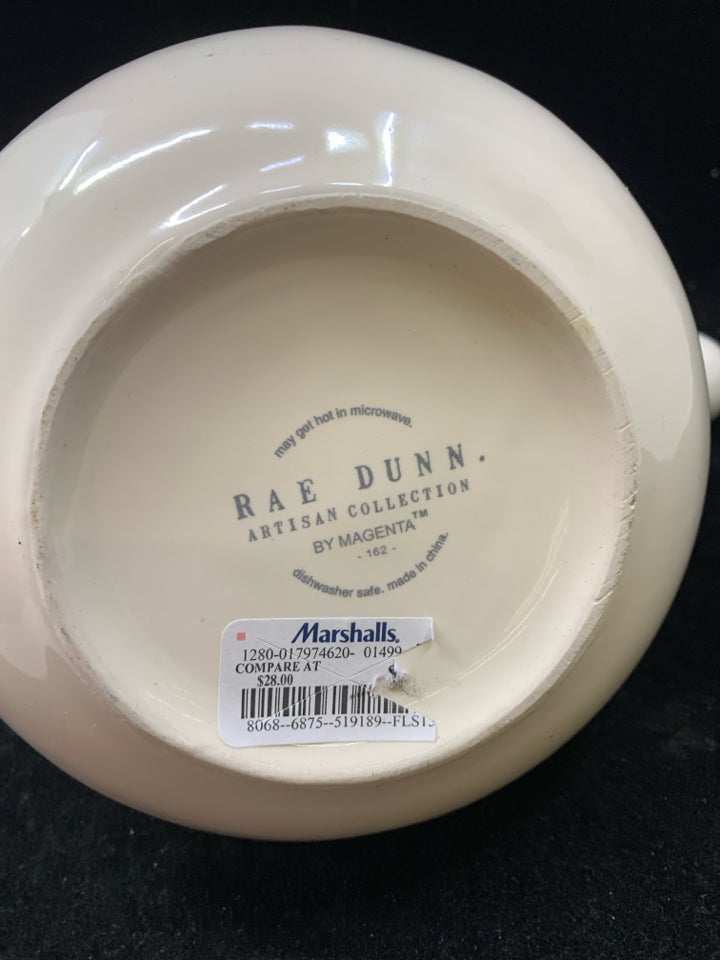 may get hot in microwave.
RAE DUNN.
ARTISAN COLLECTION
BY MAGENTA™
- 162 -
dishwasher safe. made in china.
Marshalls.
1280-017974620- 01499
COMPARE AT
$28.00 $
8068--6875--519189--FLS15